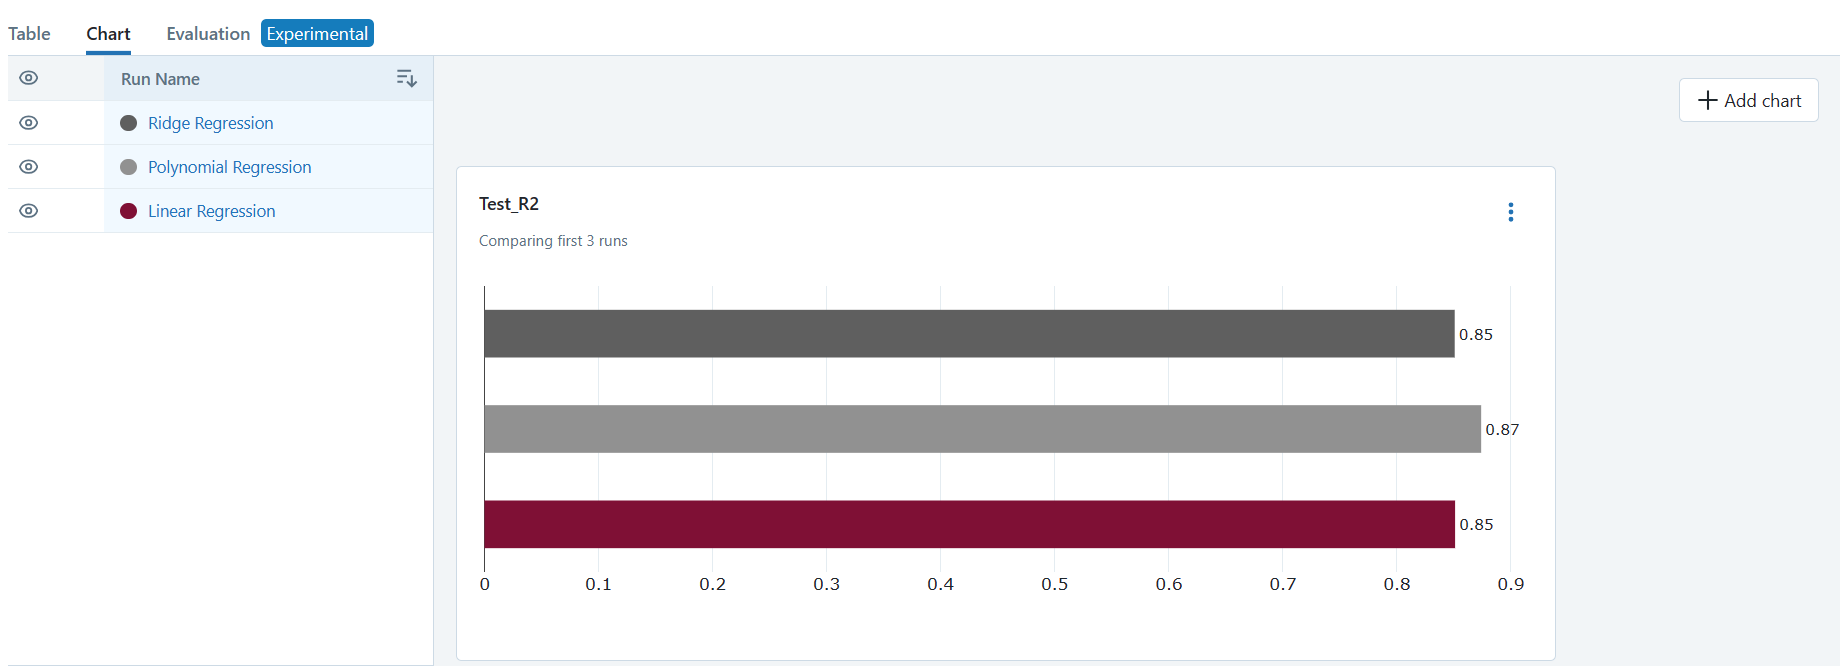 Table Chart Evaluation Experimental
Run Name
Ridge Regression
Polynomial Regression
Linear Regression
Add chart
Test_R2
Comparing first 3 runs
0.85
0.87
0.85
0 0.1 0.2 0.3 0.4 0.5 0.6 0.7 0.8 0.9